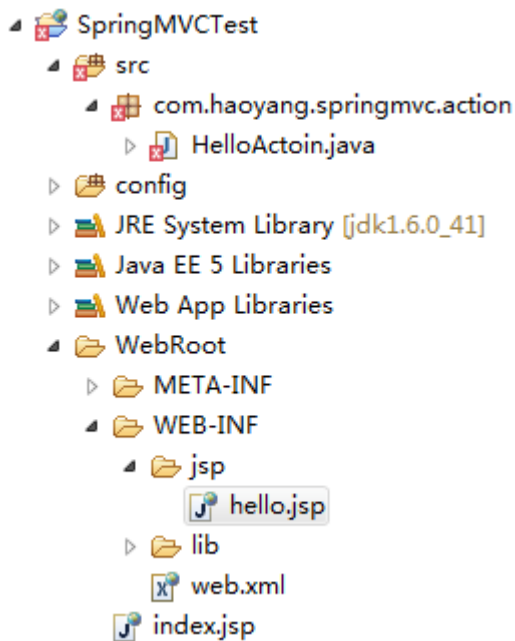 SpringMVCTest
src
com.haoyang.springmvc.action
HelloActoin.java
config
JRE System Library [jdk1.6.0_41]
Java EE 5 Libraries
Web App Libraries
WebRoot
META-INF
WEB-INF
jsp
hello.jsp
lib
web.xml
index.jsp